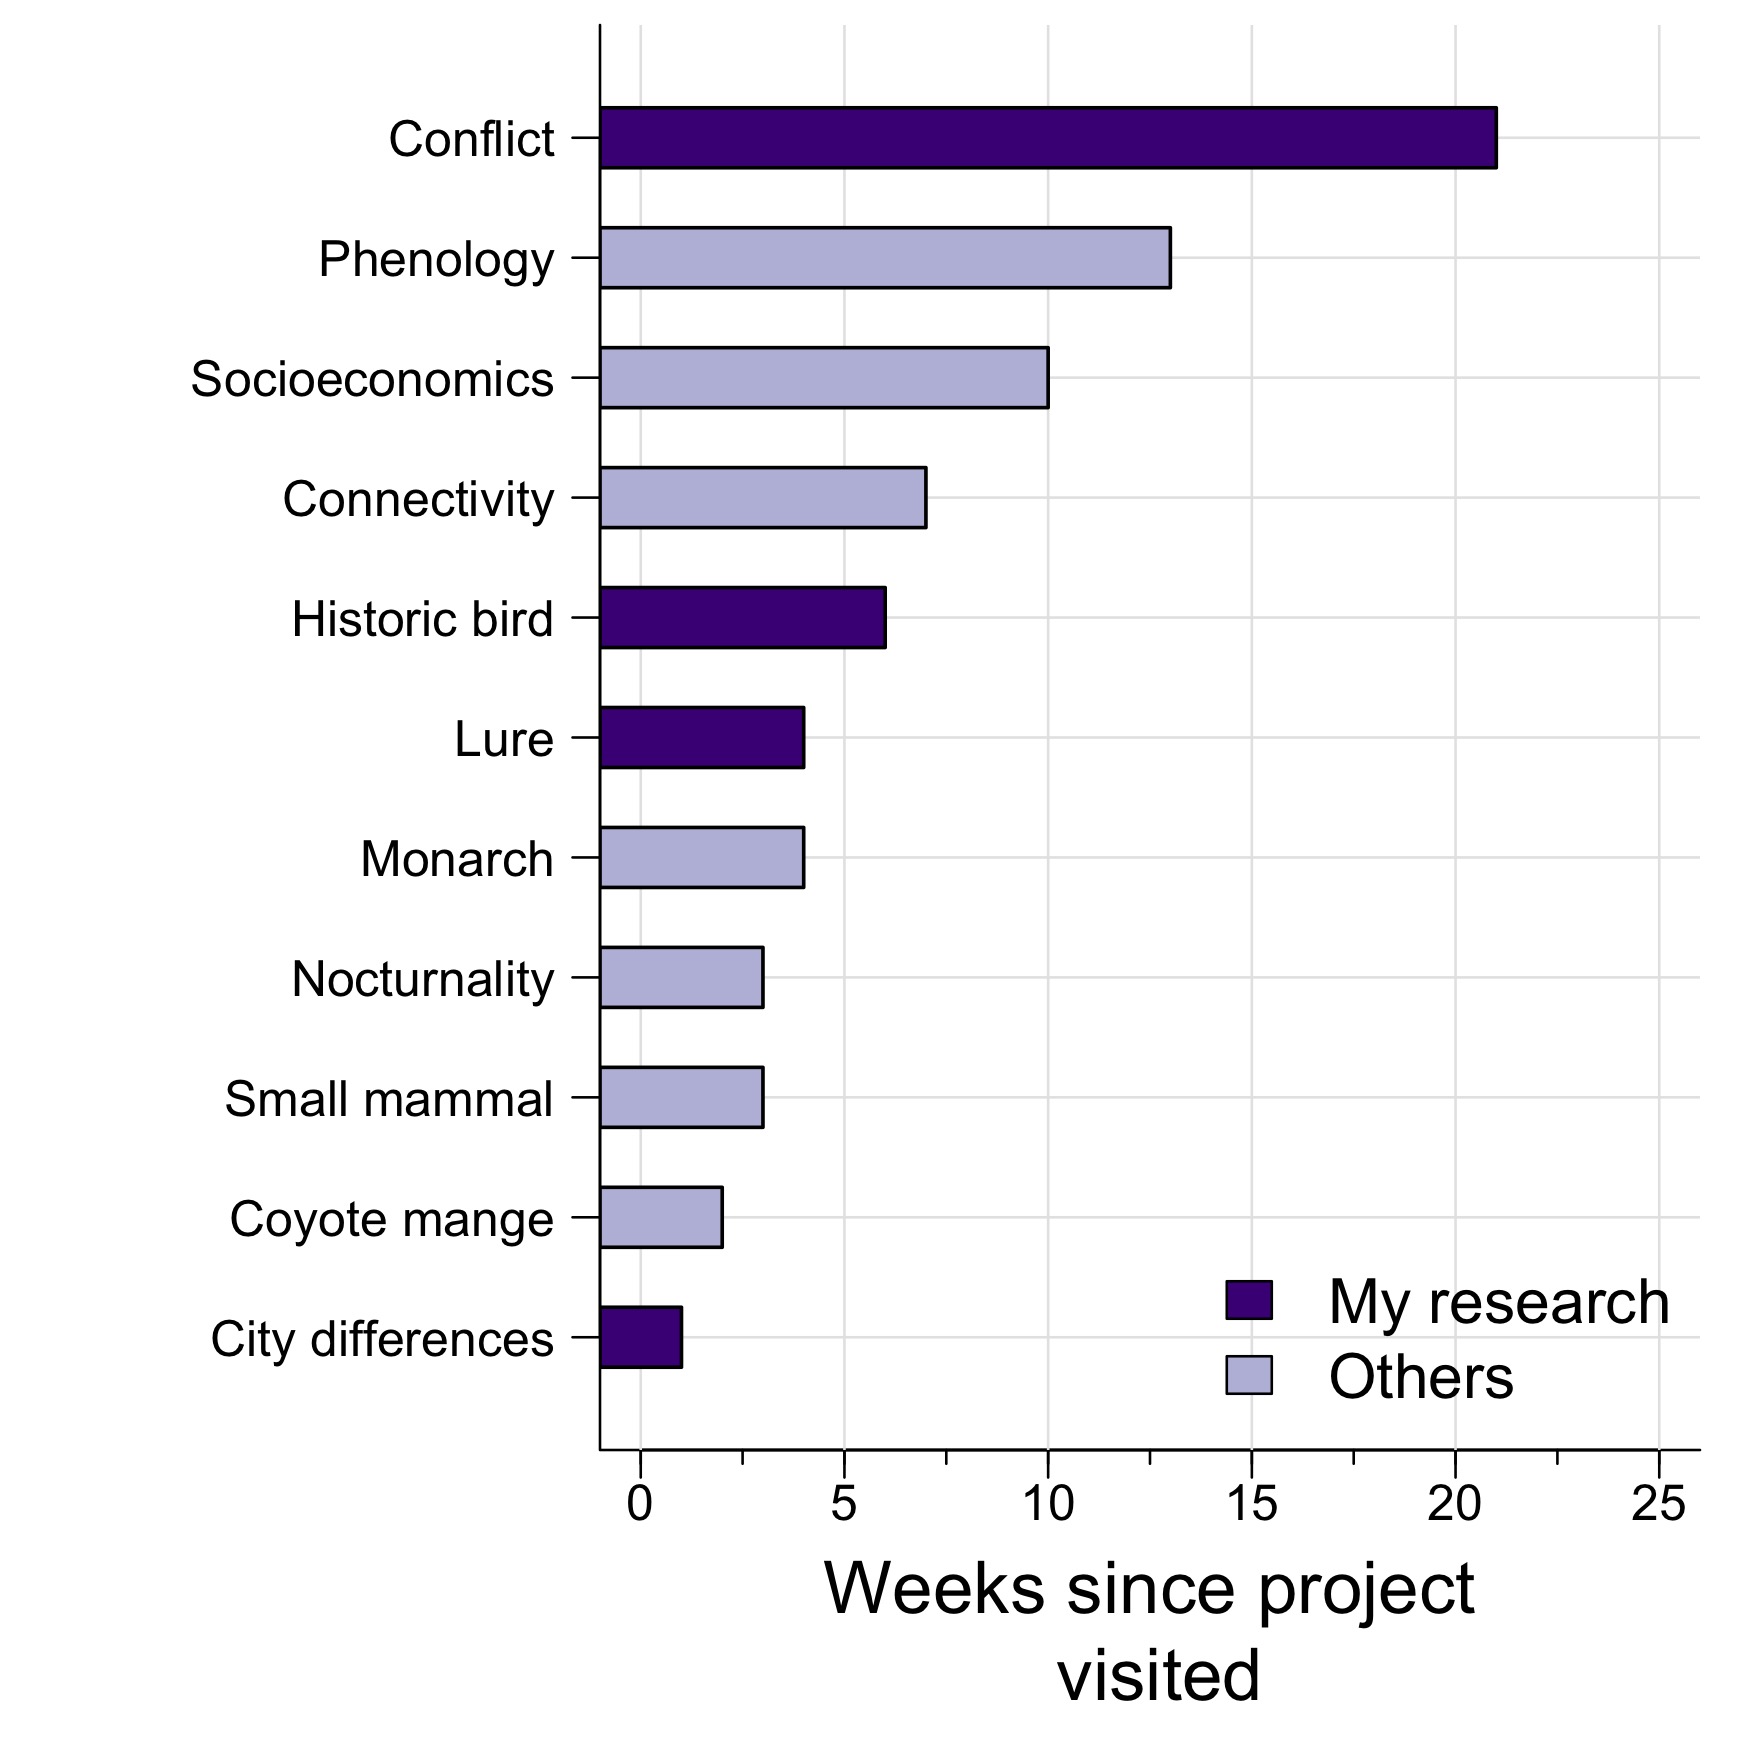 Conflict
Phenology
Socioeconomics
Connectivity
Historic bird
Lure
Monarch
Nocturnality
Small mammal
Coyote mange
City differences
My research
Others
0 5 10 15 20 25
Weeks since project
visited